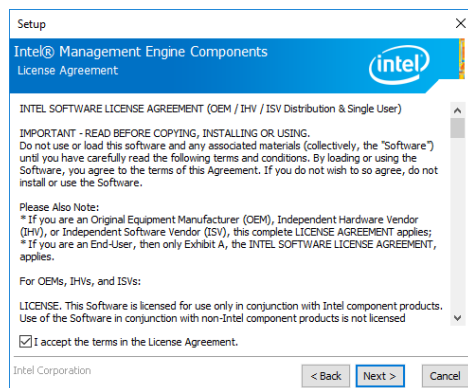 Setup
Intel® Management Engine Components
License Agreement
intel
INTEL SOFTWARE LICENSE AGREEMENT (OEM / IHV / ISV Distribution & Single User)
IMPORTANT - READ BEFORE COPYING, INSTALLING OR USING.
Do not use or load this software and any associated materials (collectively, the "Software")
until you have carefully read the following terms and conditions. By loading or using the
Software, you agree to the terms of this Agreement. If you do not wish to so agree, do not
install or use the Software.
Please Also Note:
* If you are an Original Equipment Manufacturer (OEM), Independent Hardware Vendor
(IHV), or Independent Software Vendor (ISV), this complete LICENSE AGREEMENT applies;
* If you are an End-User, then only Exhibit A, the INTEL SOFTWARE LICENSE AGREEMENT,
applies.
For OEMs, IHVs, and ISVs:
LICENSE. This Software is licensed for use only in conjunction with Intel component products.
Use of the Software in conjunction with non-Intel component products is not licensed
I accept the terms in the License Agreement.
Intel Corporation
< Back
Next >
Cancel